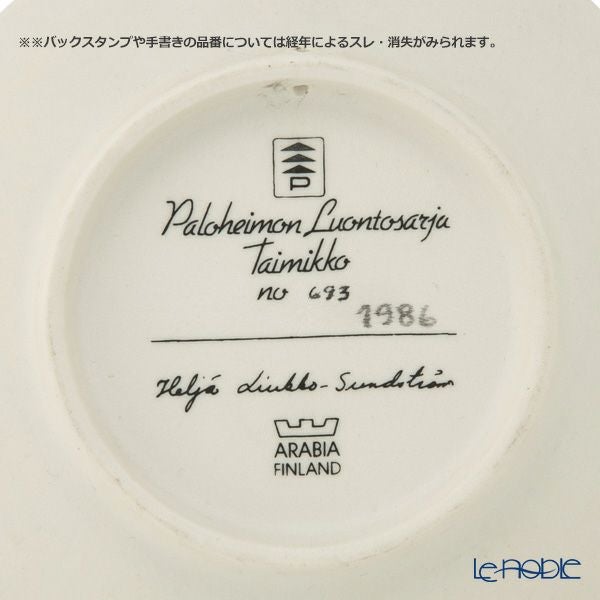 ※※バックスタンプや手書きの品番については経年によるスレ・消失がみられます。
P
Paloheimon Luontosarja
Taimikko
no 693
1986
Heljä Liukko-Sundström
ARABIA
FINLAND
Le-noble